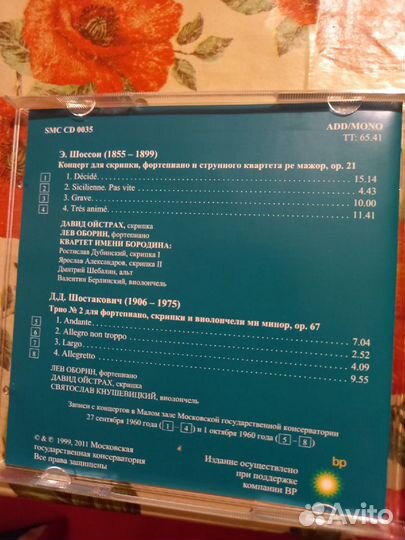 SMC CD 0035
ADD/MONO
TT: 65.41
Э. Шоссон (1855 – 1899)
Концерт для скрипки, фортепиано и струнного квартета ре мажор, ор. 21
1 1. Décidé 15.14
2 2. Sicilienne. Pas vite 4.43
3 3. Grave 10.00
4 4. Trés animé 11.41
ДАВИД ОЙСТРАХ, скрипка
ЛЕВ ОБОРИН, фортепиано
КВАРТЕТ ИМЕНИ БОРОДИНА:
Ростислав Дубинский, скрипка I
Ярослав Александров, скрипка II
Дмитрий Шебалин, альт
Валентин Берлинский, виолончель
Д.Д. Шостакович (1906 – 1975)
Трио № 2 для фортепиано, скрипки и виолончели ми минор, ор. 67
5 1. Andante 7.04
6 2. Allegro non troppo 2.52
7 3. Largo 4.09
8 4. Allegretto 9.55
ЛЕВ ОБОРИН, фортепиано
ДАВИД ОЙСТРАХ, скрипка
СВЯТОСЛАВ КНУШЕВИЦКИЙ, виолончель
Записи с концертов в Малом зале Московской государственной консерватории
27 сентября 1960 года (1 – 4) и 1 октября 1960 года (5 – 8)
© & ℗ 1999, 2011 Московская
государственная консерватория
Все права защищены
Издание осуществлено
при поддержке
компании BP
bp
Avito